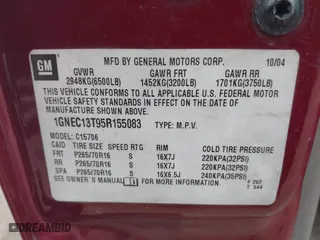 GM
MFD BY GENERAL MOTORS CORP. 10/04
GVWR GAWR FRT GAWR RR
2948KG(6500LB) 1452KG(3200LB) 1701KG(3750LB)
THIS VEHICLE CONFORMS TO ALL APPLICABLE U.S. FEDERAL MOTOR
VEHICLE SAFETY STANDARDS IN EFFECT ON THE DATE OF
MANUFACTURE SHOWN ABOVE.
1GNEC13T95R155083 TYPE: M.P.V.
MODEL: C15706
CAID TIRE SIZE SPEED RTG RIM COLD TIRE PRESSURE
FRT P265/70R16 S 16X7J 220KPA(32PSI)
RR P265/70R16 S 16X7J 220KPA(32PSI)
SPA P265/70R16 S 16X6.5J 240KPA(35PSI)
SEE OWNER'S MANUAL FOR ADDITIONAL INFORMATION.